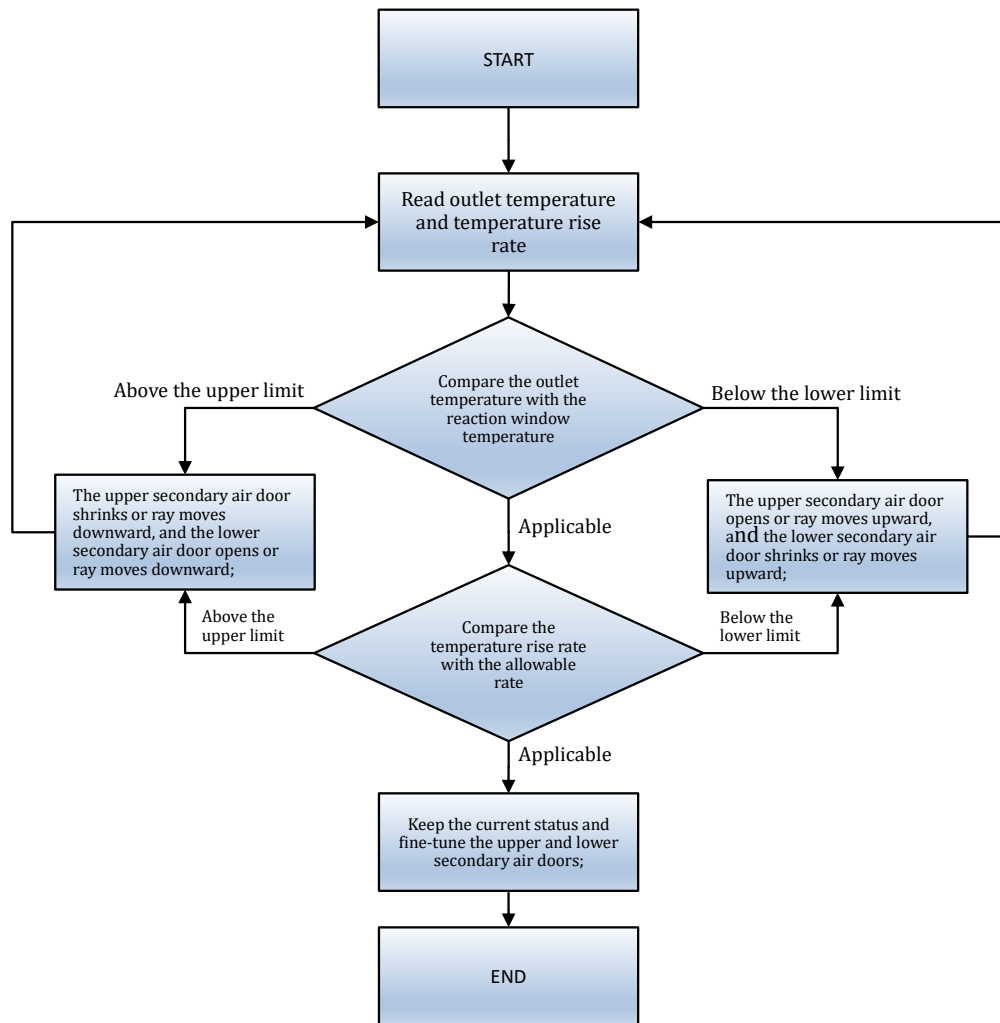 START
Read outlet temperature
and temperature rise
rate
Compare the outlet
temperature with the
reaction window
temperature
Above the upper limit
Below the lower limit
The upper secondary air door
shrinks or ray moves
downward, and the lower
secondary air door opens or
ray moves downward;
The upper secondary air door
opens or ray moves upward,
and the lower secondary air
door shrinks or ray moves
upward;
Applicable
Above the
upper limit
Compare the
temperature rise rate
with the allowable
rate
Below the
lower limit
Applicable
Keep the current status and
fine-tune the upper and lower
secondary air doors;
END